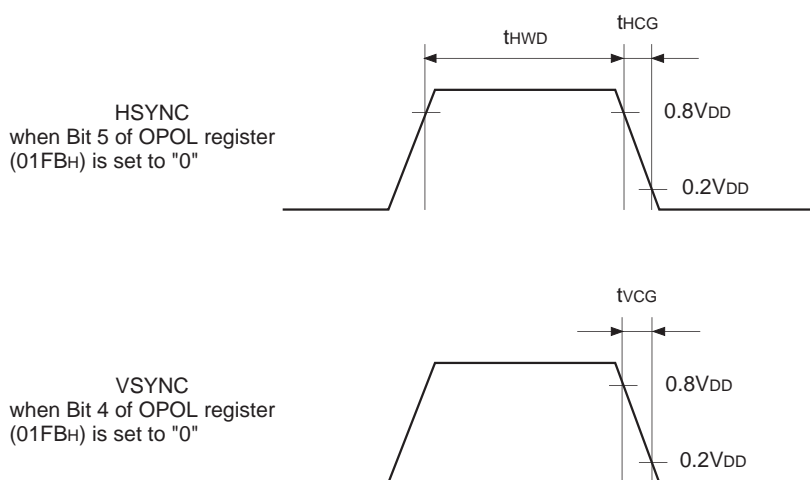 tHWD
tHCG
HSYNC
when Bit 5 of OPOL register
(01FBH) is set to "0"
0.8VDD
0.2VDD
tVCG
VSYNC
when Bit 4 of OPOL register
(01FBH) is set to "0"
0.8VDD
0.2VDD